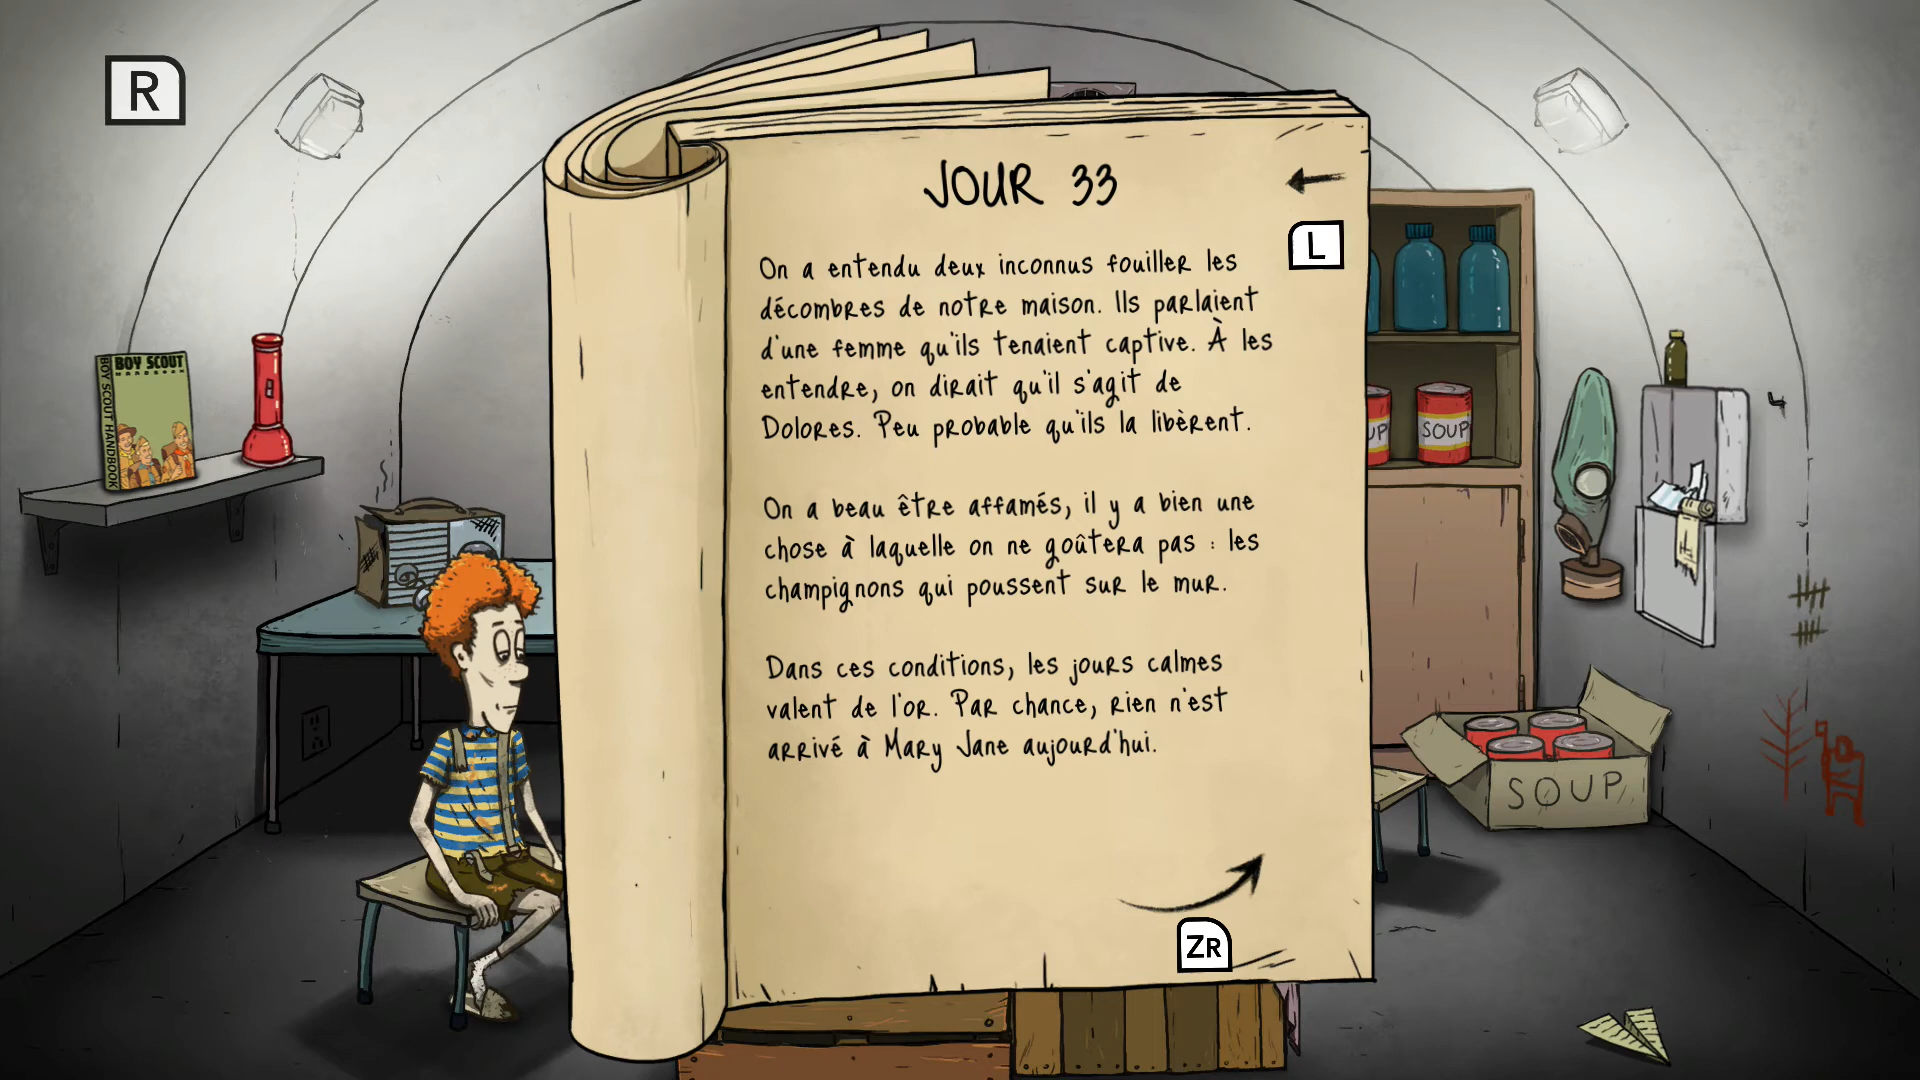 R
JOUR 33
L
On a entendu deux inconnus fouiller les
décombres de notre maison. Ils parlaient
d'une femme qu'ils tenaient captive. À les
entendre, on dirait qu'il s'agit de
Dolores. Peu probable qu'ils la libèrent.
On a beau être affamés, il y a bien une
chose à laquelle on ne goûtera pas : les
champignons qui poussent sur le mur.
Dans ces conditions, les jours calmes
valent de l'or. Par chance, rien n'est
arrivé à Mary Jane aujourd'hui.
ZR
BOY SCOUT
HANDBOOK
BOY SCOUT HANDBOOK
UP
SOUP
SOUP